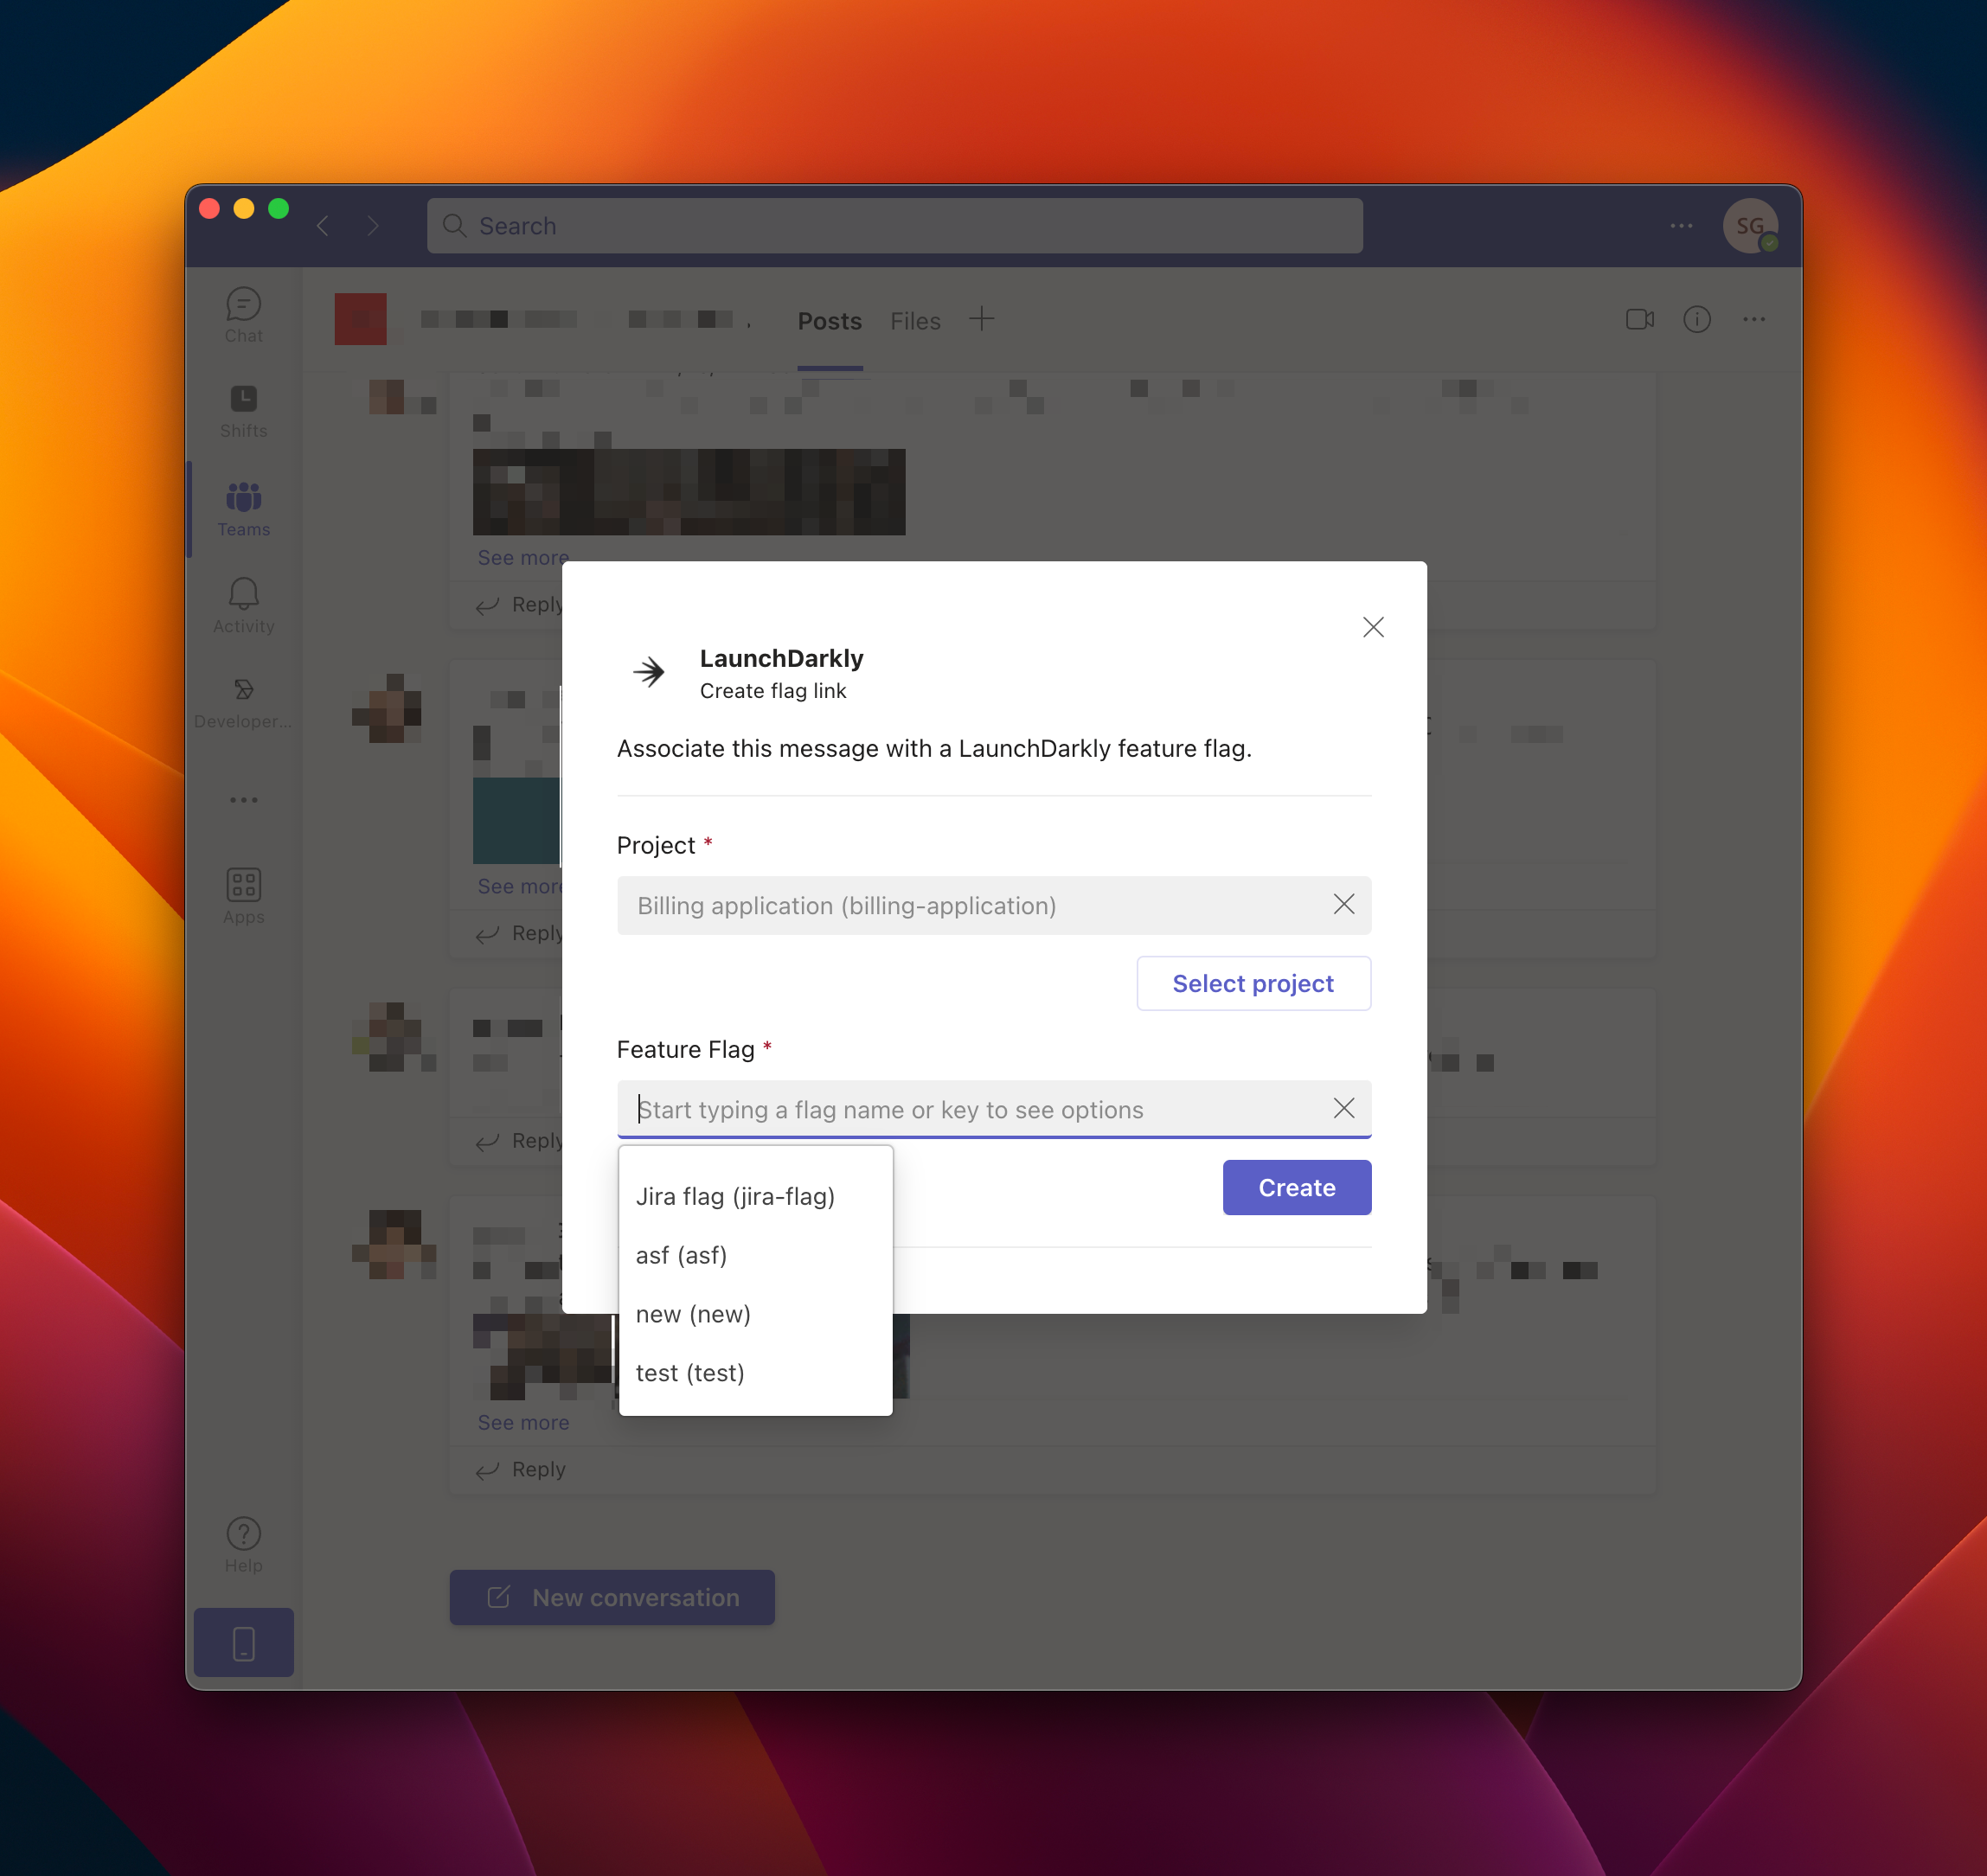 Search
SG
Chat
Shifts
Teams
Activity
Developer...
Apps
Help
Posts
Files
See more
Reply
See more
Reply
Reply
See more
Reply
New conversation
LaunchDarkly
Create flag link
Associate this message with a LaunchDarkly feature flag.
Project *
Billing application (billing-application)
Select project
Feature Flag *
Start typing a flag name or key to see options
Create
Jira flag (jira-flag)
asf (asf)
new (new)
test (test)